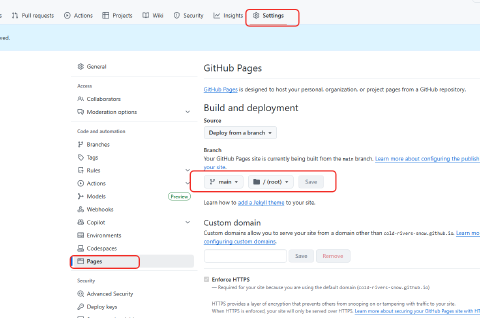 Pull requests
Actions
Projects
Wiki
Security
Insights
Settings
ved.
General
Access
Collaborators
Moderation options
Code and automation
Branches
Tags
Rules
Actions
Models
Preview
Webhooks
Copilot
Environments
Codespaces
Pages
Security
Advanced Security
Deploy keys
GitHub Pages
GitHub Pages is designed to host your personal, organization, or project pages from a GitHub repository.
Build and deployment
Source
Deploy from a branch
Branch
Your GitHub Pages site is currently being built from the main branch. Learn more about configuring the publish
your site.
main
/ (root)
Save
Learn how to add a Jekyll theme to your site.
Custom domain
Custom domains allow you to serve your site from a domain other than cold-rivers-snow.github.io. Learn mo
configuring custom domains.
Save
Remove
Enforce HTTPS
— Required for your site because you are using the default domain (cold-rivers-snow.github.io)
HTTPS provides a layer of encryption that prevents others from snooping on or tampering with traffic to your site.
When HTTPS is enforced, your site will only be served over HTTPS. Learn more about securing your GitHub Pages site with HT